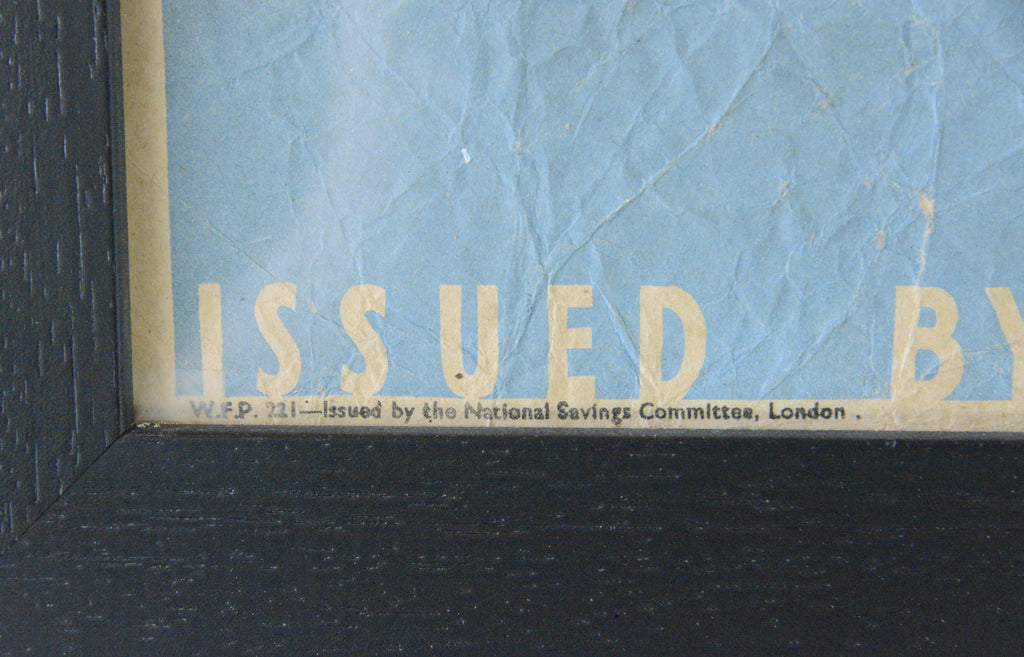 ISSUED BY
W.F.P. 221—Issued by the National Savings Committee, London .